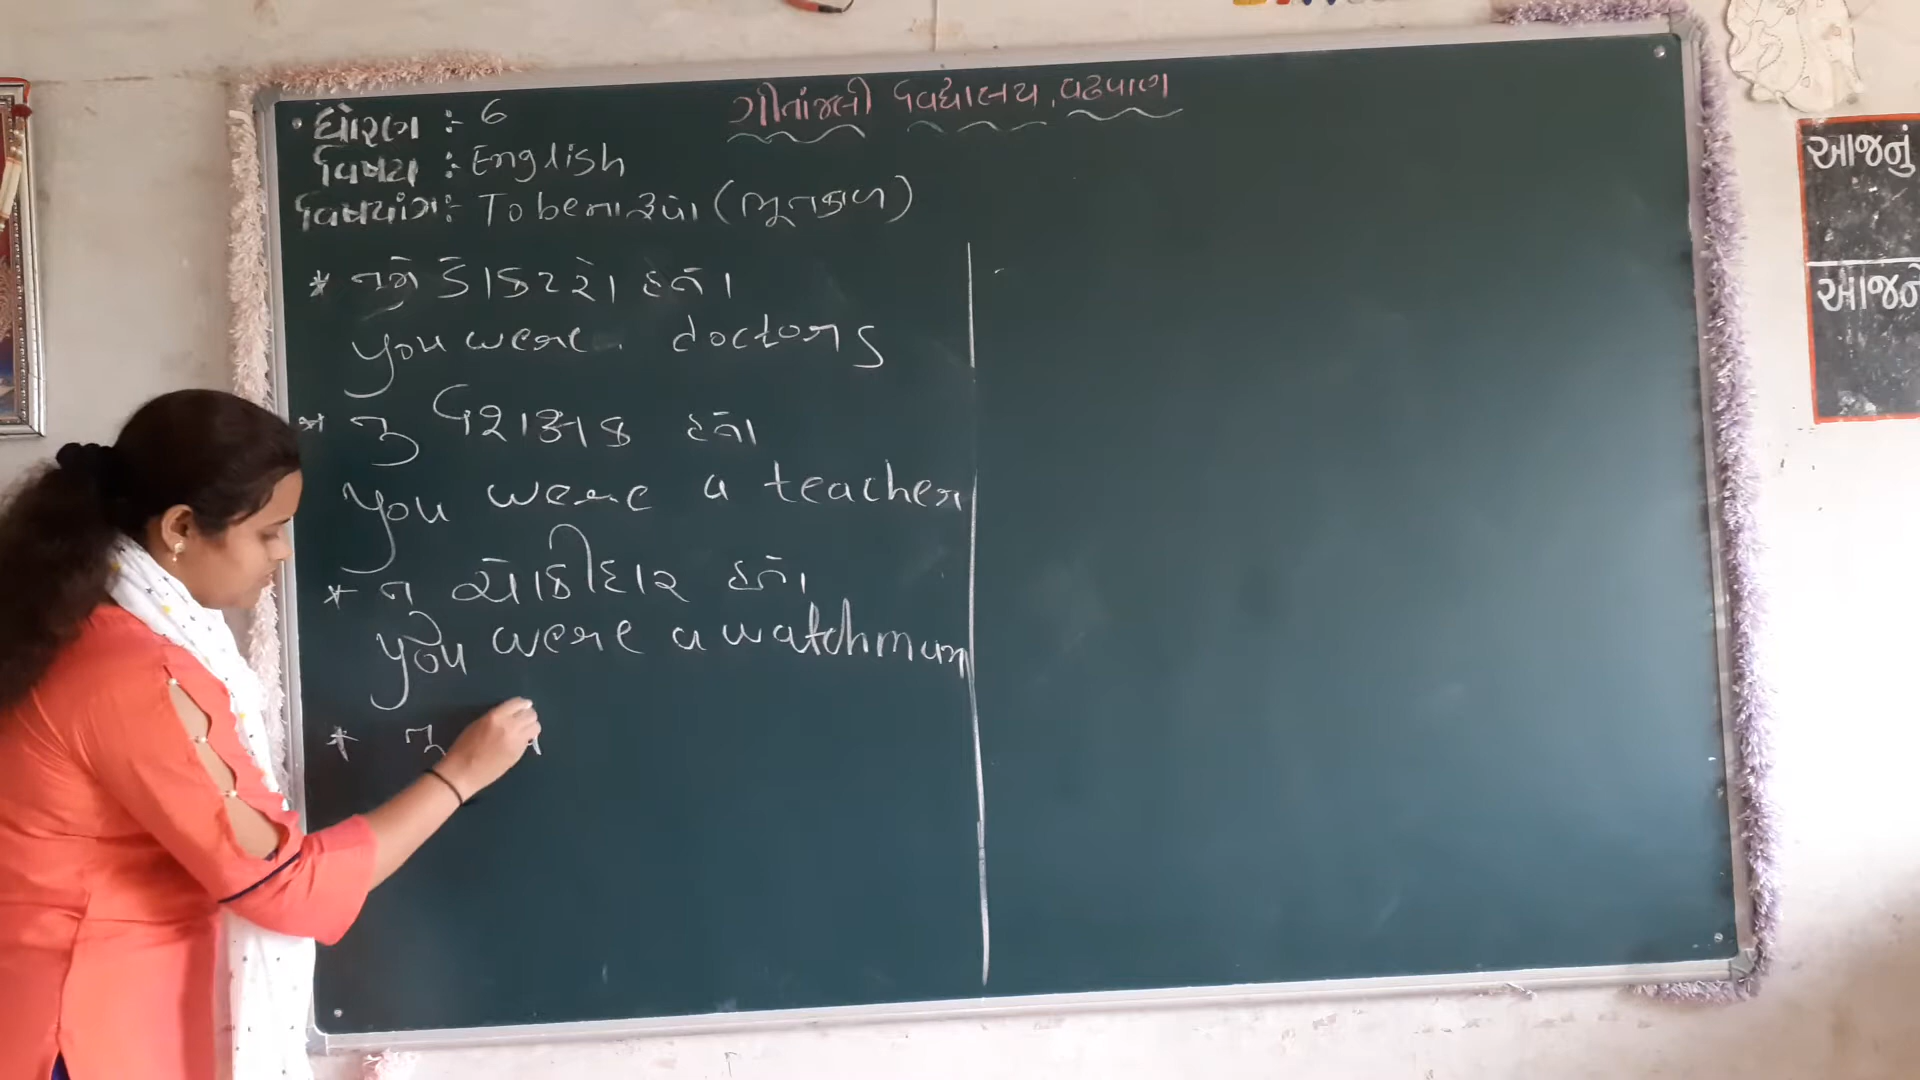 ગીતાંજલી વિદ્યાલય, વઢવાણ
ધોરણ :- 6
વિષય :- English
વિષયાંગ :- To be ના રૂપો (ભૂતકાળ)
* તમે ડોકટરો હતા
you were doctors
* તુ શિક્ષક હતો
you were a teacher
* તુ ચોકીદાર હતો
you were a watchman
* તુ
આજનું
આજનો